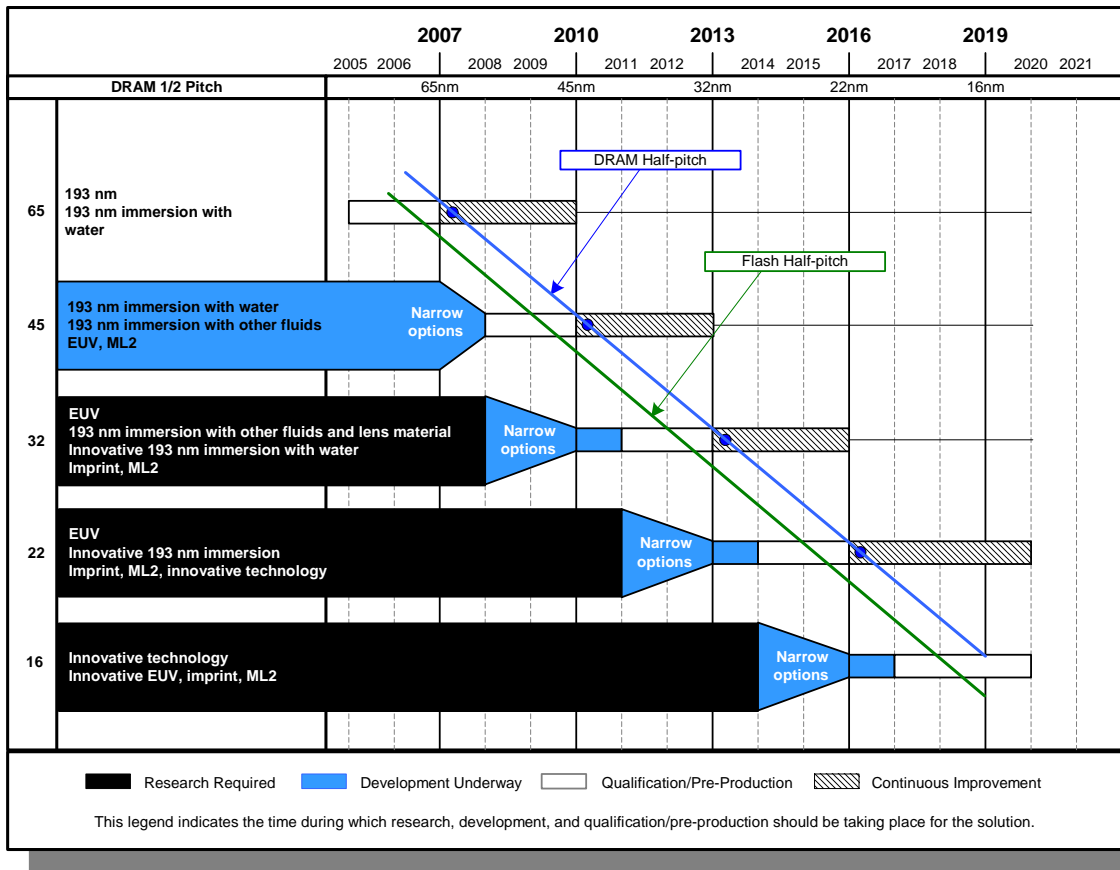 2007 2010 2013 2016 2019
2005 2006 2008 2009 2011 2012 2014 2015 2017 2018 2020 2021
DRAM 1/2 Pitch 65nm 45nm 32nm 22nm 16nm
DRAM Half-pitch
65
193 nm
193 nm immersion with
water
Flash Half-pitch
45
193 nm immersion with water
193 nm immersion with other fluids
EUV, ML2
Narrow
options
32
EUV
193 nm immersion with other fluids and lens material
Innovative 193 nm immersion with water
Imprint, ML2
Narrow
options
22
EUV
Innovative 193 nm immersion
Imprint, ML2, innovative technology
Narrow
options
16
Innovative technology
Innovative EUV, imprint, ML2
Narrow
options
Research Required Development Underway Qualification/Pre-Production Continuous Improvement
This legend indicates the time during which research, development, and qualification/pre-production should be taking place for the solution.